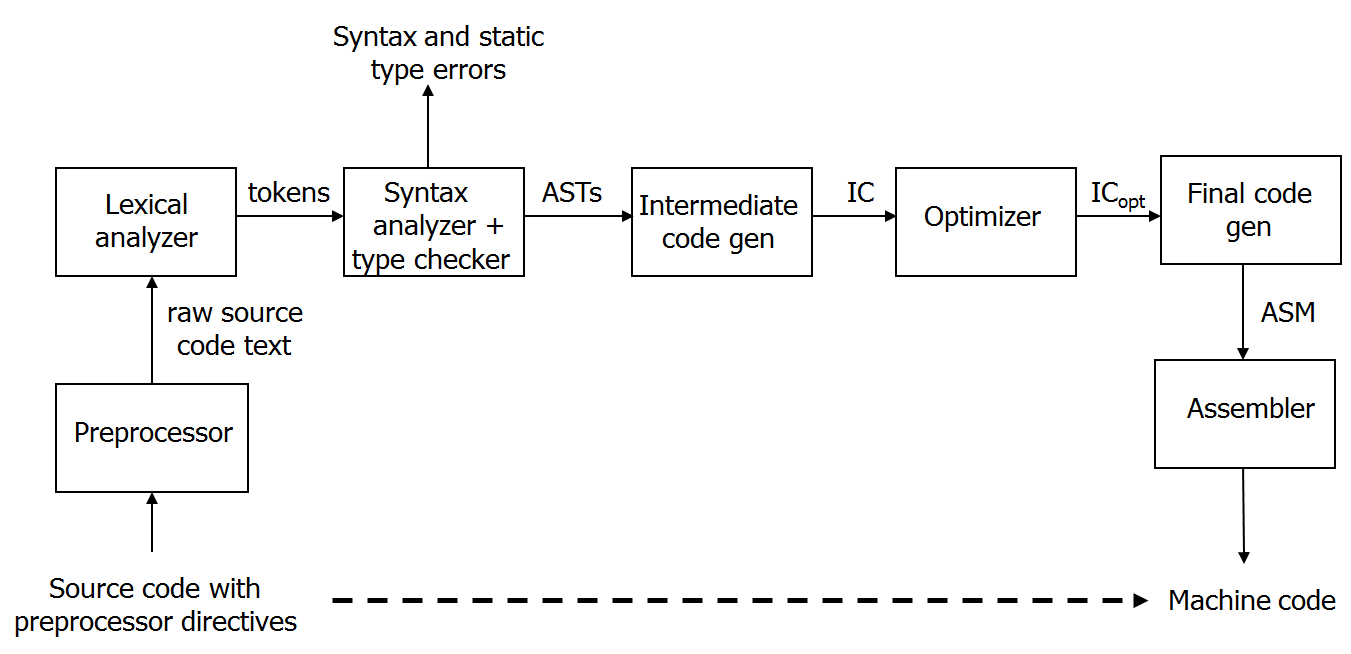 Syntax and static
type errors
Lexical
analyzer
tokens
Syntax
analyzer +
type checker
ASTs
Intermediate
code gen
IC
Optimizer
ICopt
Final code
gen
raw source
code text
ASM
Preprocessor
Assembler
Source code with
preprocessor directives
Machine code